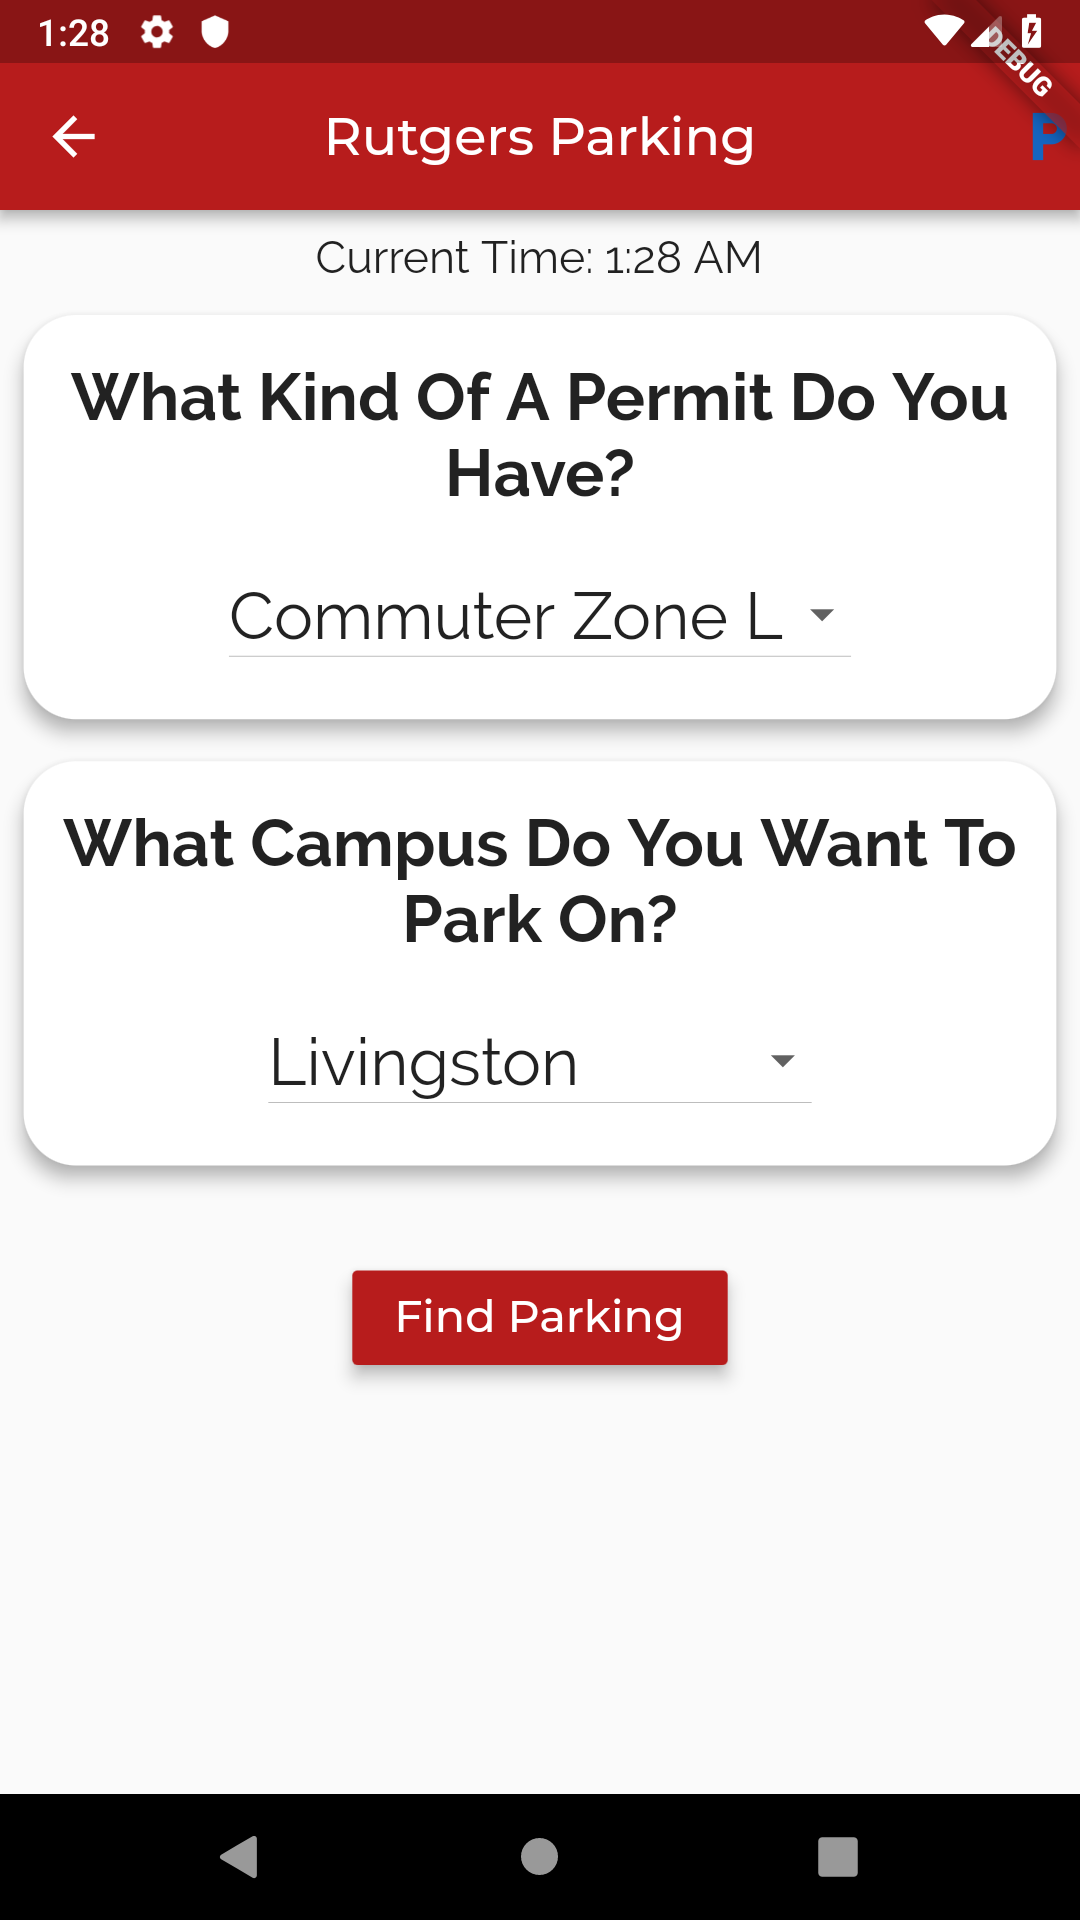 1:28
DEBUG
Rutgers Parking
P
Current Time: 1:28 AM
What Kind Of A Permit Do You
Have?
Commuter Zone L
What Campus Do You Want To
Park On?
Livingston
Find Parking